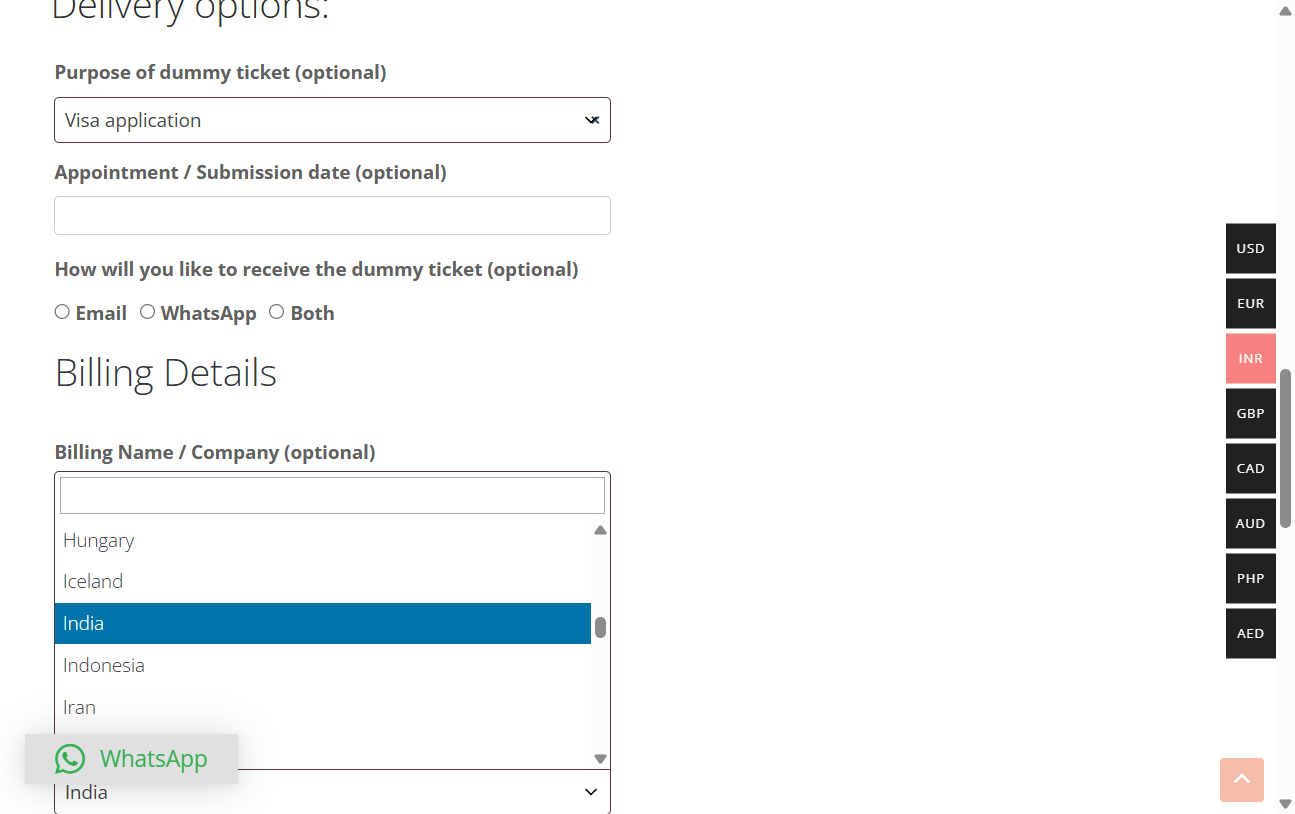 Delivery options:
Purpose of dummy ticket (optional)
Visa application
Appointment / Submission date (optional)
How will you like to receive the dummy ticket (optional)
Email WhatsApp Both
Billing Details
Billing Name / Company (optional)
Hungary
Iceland
India
Indonesia
Iran
WhatsApp
India
USD
EUR
INR
GBP
CAD
AUD
PHP
AED